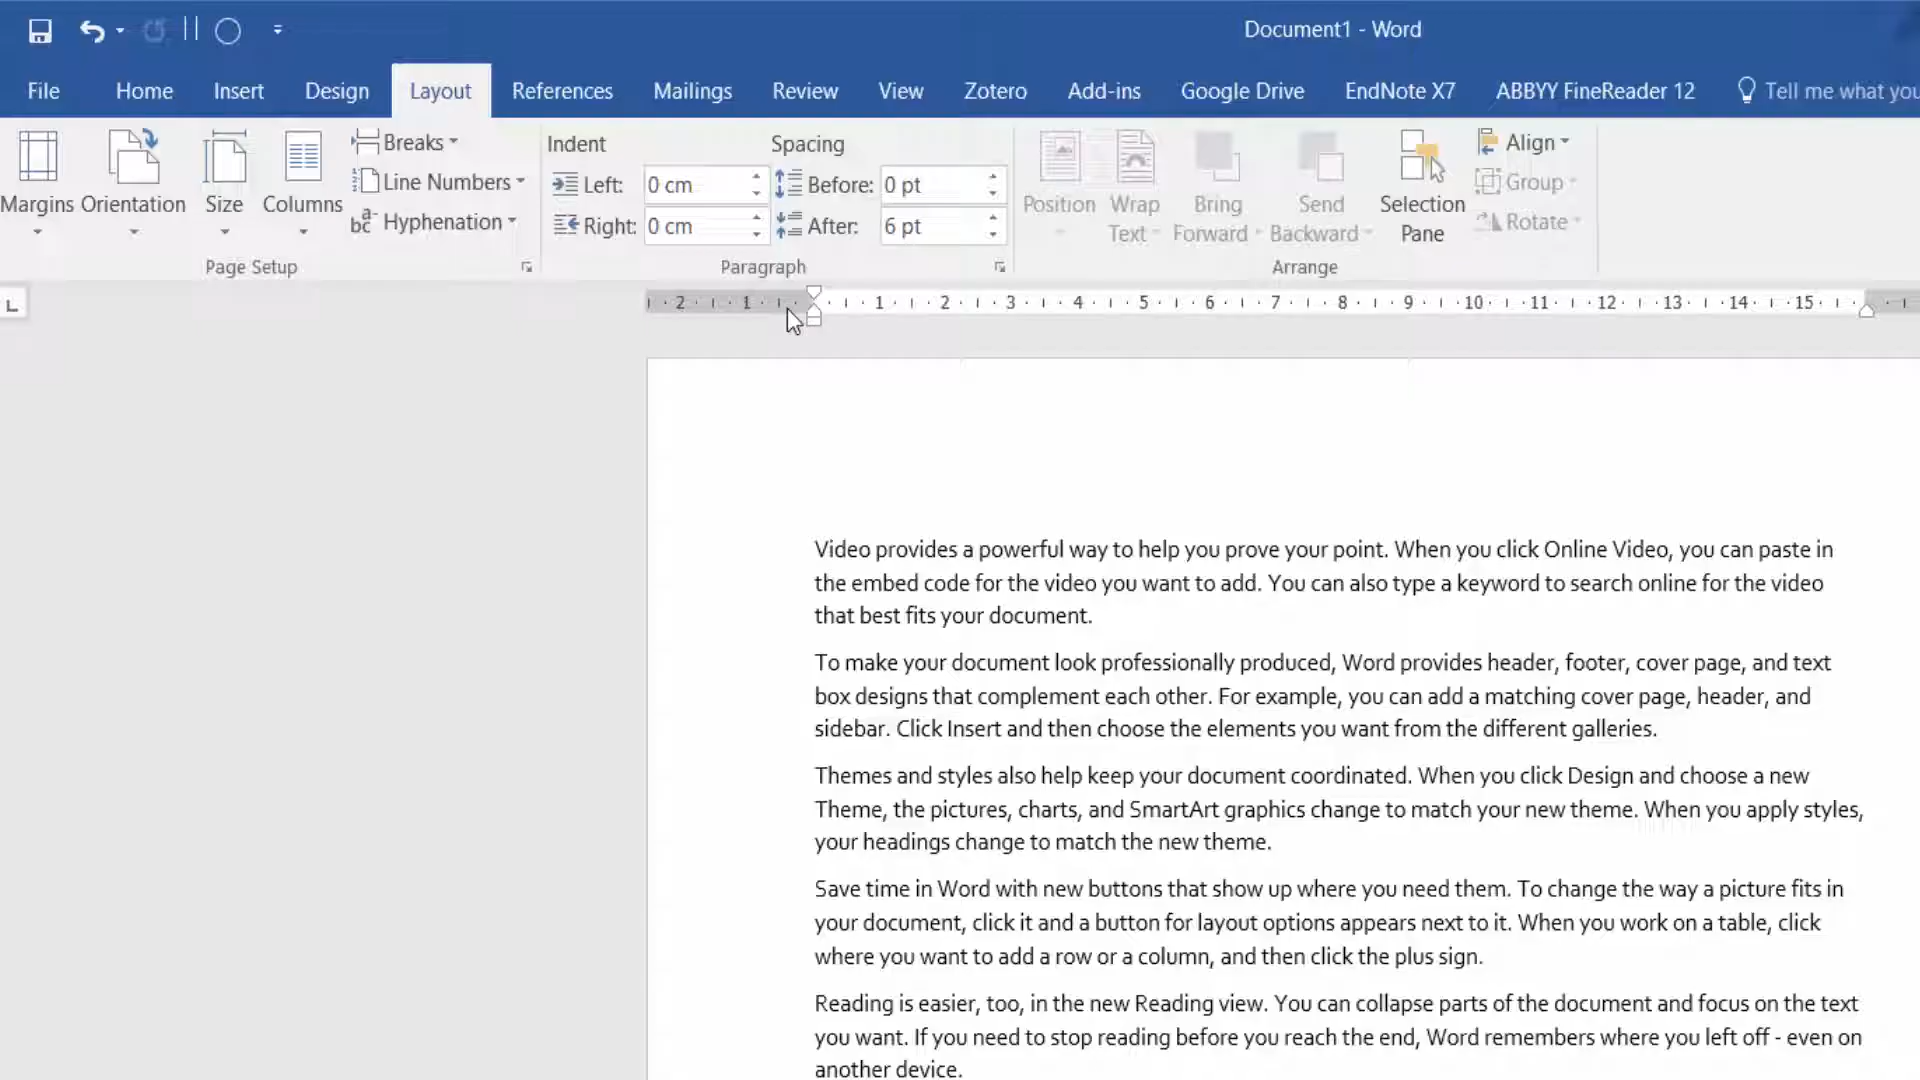 Document1 - Word
File Home Insert Design Layout References Mailings Review View Zotero Add-ins Google Drive EndNote X7 ABBYY FineReader 12 Tell me what you
Margins
Orientation
Size
Columns
Breaks
Line Numbers
Hyphenation
Page Setup
Indent
Left: 0 cm
Right: 0 cm
Spacing
Before: 0 pt
After: 6 pt
Paragraph
Position
Wrap
Text
Bring
Forward
Send
Backward
Selection
Pane
Align
Group
Rotate
Arrange
2 1 1 2 3 4 5 6 7 8 9 10 11 12 13 14 15
Video provides a powerful way to help you prove your point. When you click Online Video, you can paste in
the embed code for the video you want to add. You can also type a keyword to search online for the video
that best fits your document.
To make your document look professionally produced, Word provides header, footer, cover page, and text
box designs that complement each other. For example, you can add a matching cover page, header, and
sidebar. Click Insert and then choose the elements you want from the different galleries.
Themes and styles also help keep your document coordinated. When you click Design and choose a new
Theme, the pictures, charts, and SmartArt graphics change to match your new theme. When you apply styles,
your headings change to match the new theme.
Save time in Word with new buttons that show up where you need them. To change the way a picture fits in
your document, click it and a button for layout options appears next to it. When you work on a table, click
where you want to add a row or a column, and then click the plus sign.
Reading is easier, too, in the new Reading view. You can collapse parts of the document and focus on the text
you want. If you need to stop reading before you reach the end, Word remembers where you left off - even on
another device.